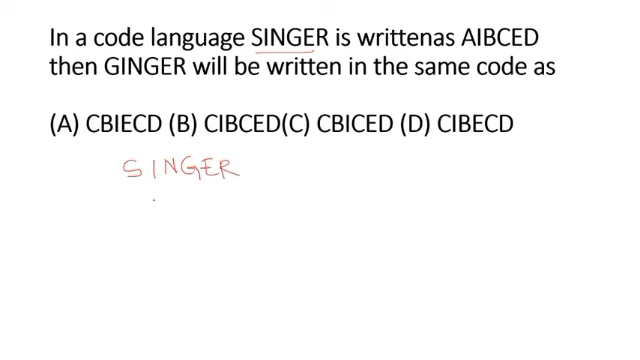 In a code language SINGER is writtenas AIBCED
then GINGER will be written in the same code as
(A) CBIECD (B) CIBCED(C) CBICED (D) CIBECD
SINGER